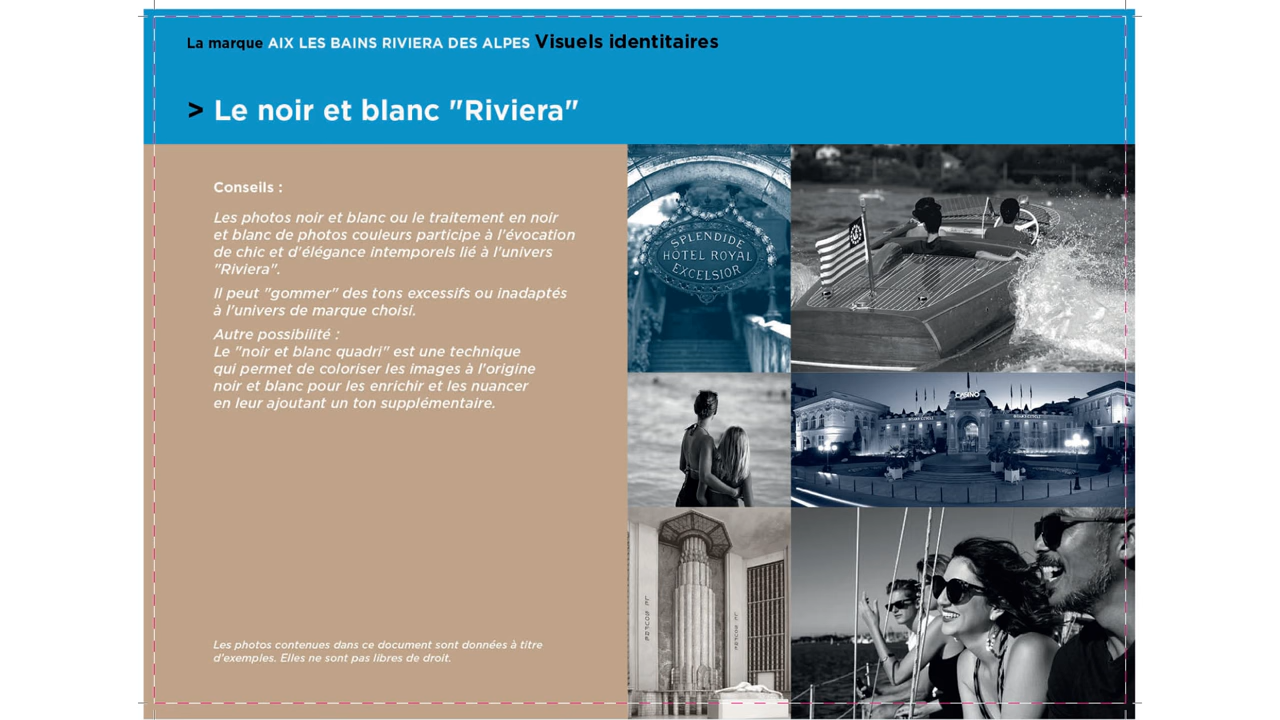 La marque AIX LES BAINS RIVIERA DES ALPES Visuels identitaires
> Le noir et blanc "Riviera"
Conseils :
Les photos noir et blanc ou le traitement en noir
et blanc de photos couleurs participe à l'évocation
de chic et d'élégance intemporels lié à l'univers
"Riviera".
Il peut "gommer" des tons excessifs ou inadaptés
à l'univers de marque choisi.
Autre possibilité :
Le "noir et blanc quadri" est une technique
qui permet de coloriser les images à l'origine
noir et blanc pour les enrichir et les nuancer
en leur ajoutant un ton supplémentaire.
Les photos contenues dans ce document sont données à titre
d'exemples. Elles ne sont pas libres de droit.
SPLENDIDE
HÔTEL ROYAL
EXCELSIOR
CASINO